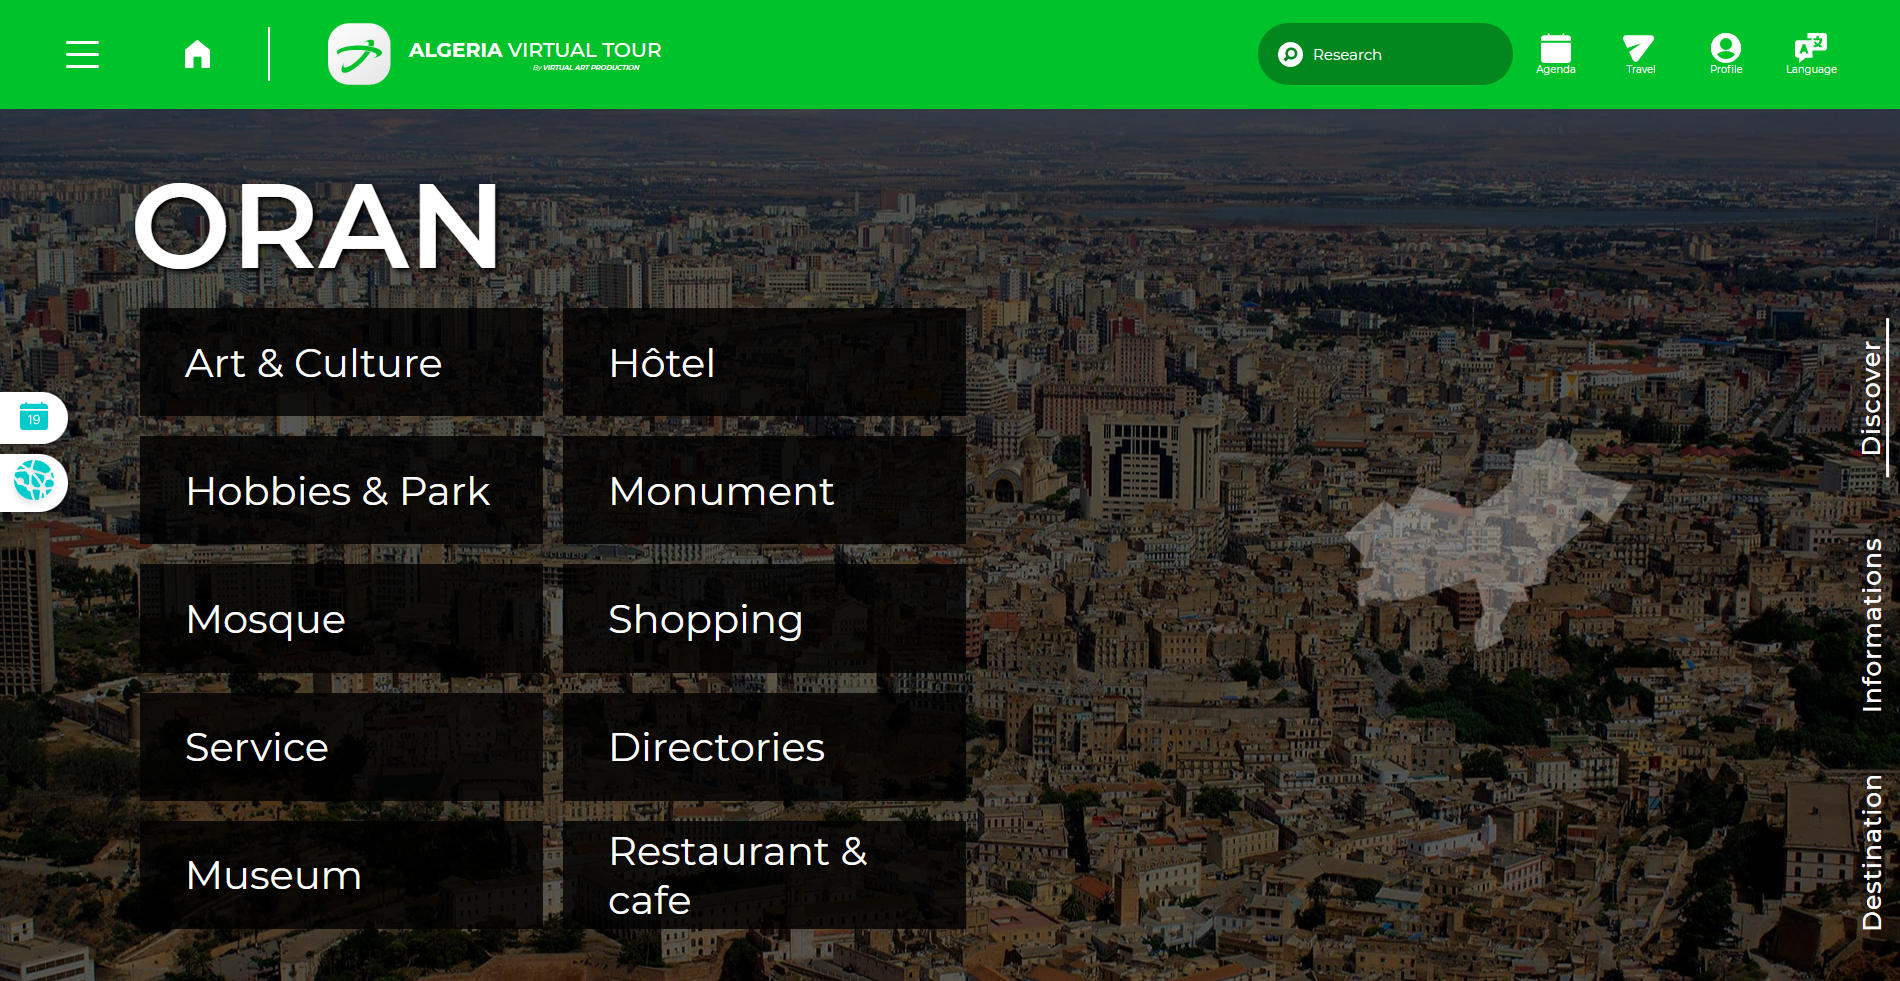 ALGERIA VIRTUAL TOUR
By VIRTUAL ART PRODUCTION
Research
Agenda
Travel
Profile
Language
ORAN
Art & Culture
Hôtel
Hobbies & Park
Monument
Mosque
Shopping
Service
Directories
Museum
Restaurant &
cafe
19
Discover
Informations
Destination